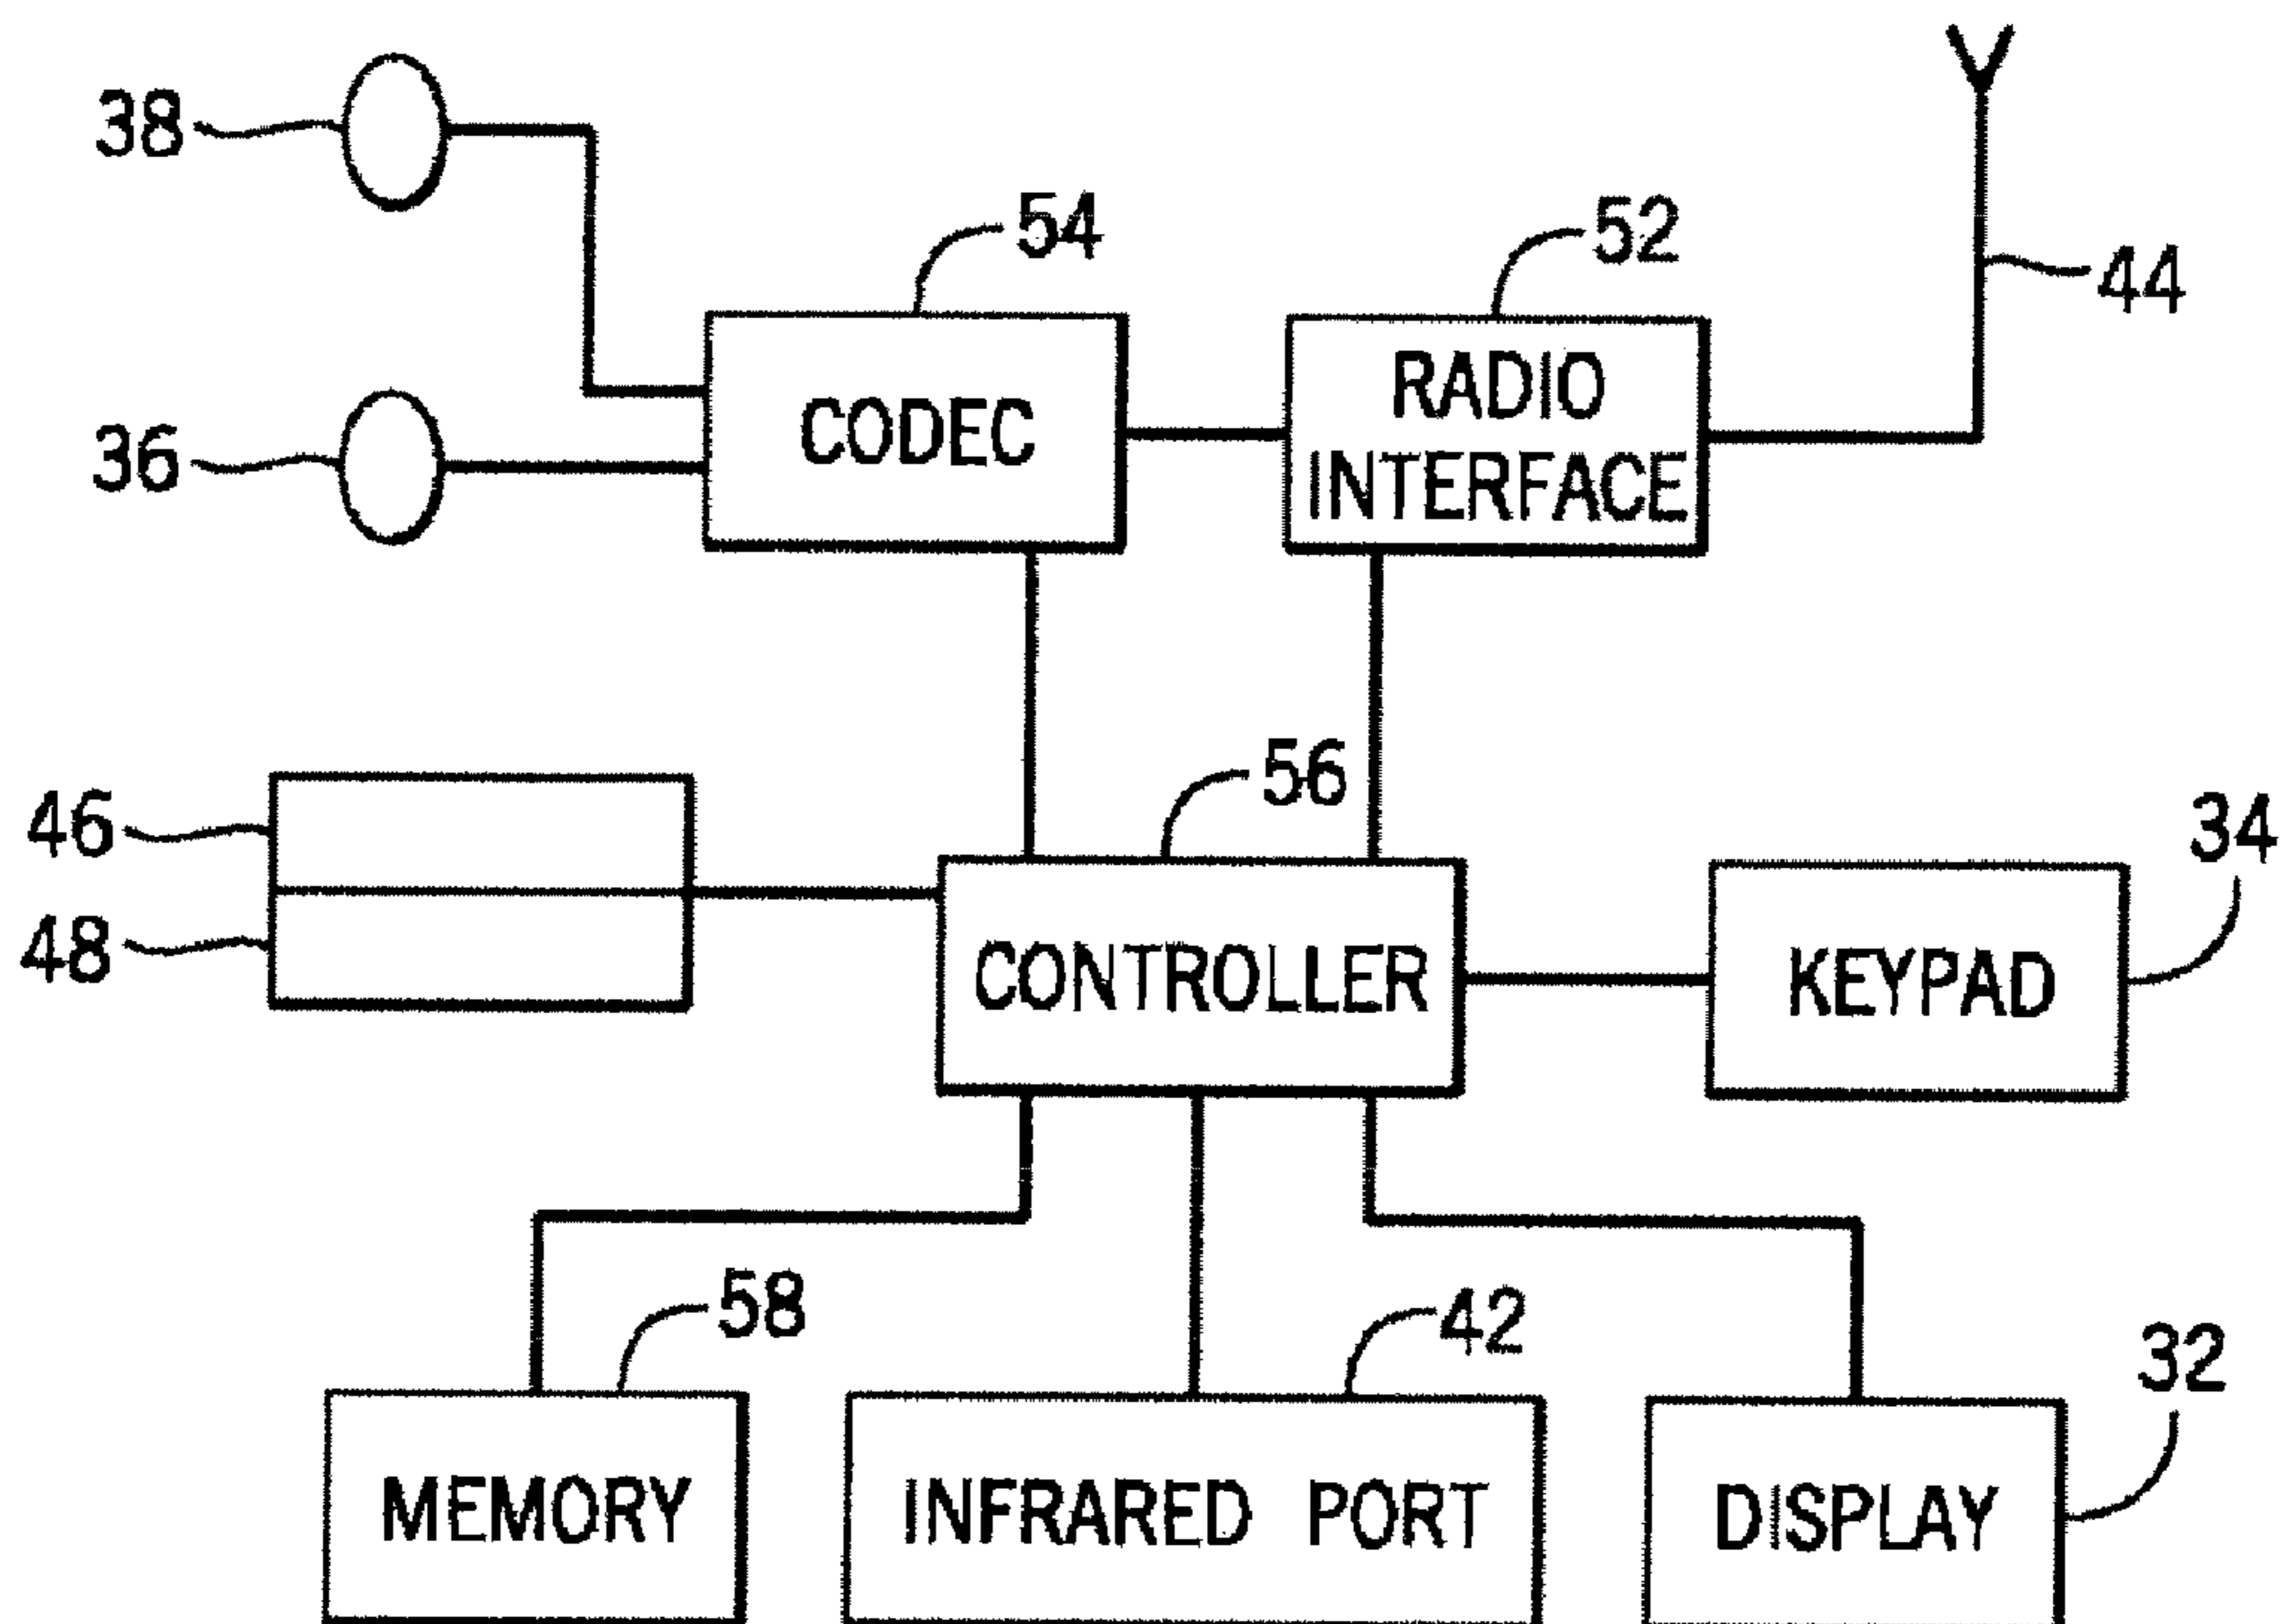 38
54
52
44
CODEC
RADIO
INTERFACE
36
56
46
34
48
CONTROLLER
KEYPAD
58
42
32
MEMORY
INFRARED PORT
DISPLAY